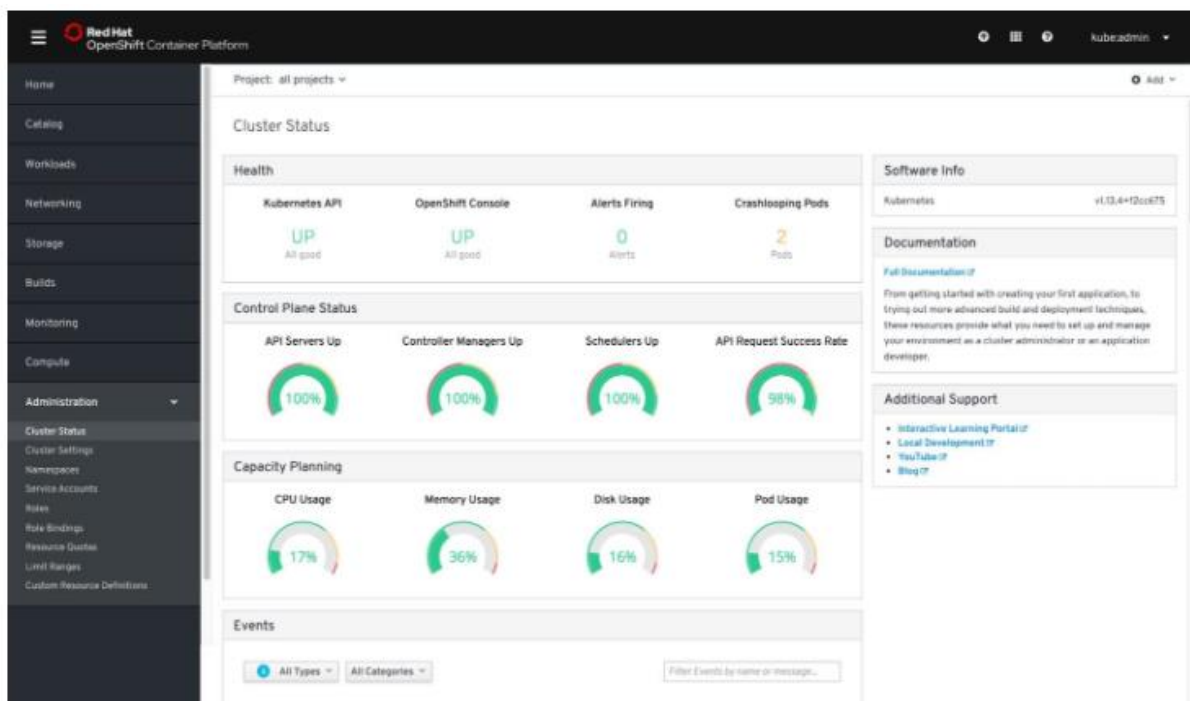 Red Hat
OpenShift Container Platform
kube:admin
Home
Catalog
Workloads
Networking
Storage
Builds
Monitoring
Compute
Administration
Cluster Status
Cluster Settings
Namespaces
Service Accounts
Roles
Role Bindings
Resource Quotas
Limit Ranges
Custom Resource Definitions
Project: all projects
Add
Cluster Status
Health
Kubernetes API
OpenShift Console
Alerts Firing
Crashlooping Pods
UP
UP
0
2
All good
All good
Alerts
Pods
Control Plane Status
API Servers Up
Controller Managers Up
Schedulers Up
API Request Success Rate
100%
100%
100%
98%
Capacity Planning
CPU Usage
Memory Usage
Disk Usage
Pod Usage
17%
36%
16%
15%
Events
All Types
All Categories
Filter Events by name or message...
Software Info
Kubernetes
v1.13.4+f2cc675
Documentation
Full Documentation
From getting started with creating your first application, to
trying out more advanced build and deployment techniques,
these resources provide what you need to set up and manage
your environment as a cluster administrator or an application
developer.
Additional Support
Interactive Learning Portal
Local Development
YouTube
Blog